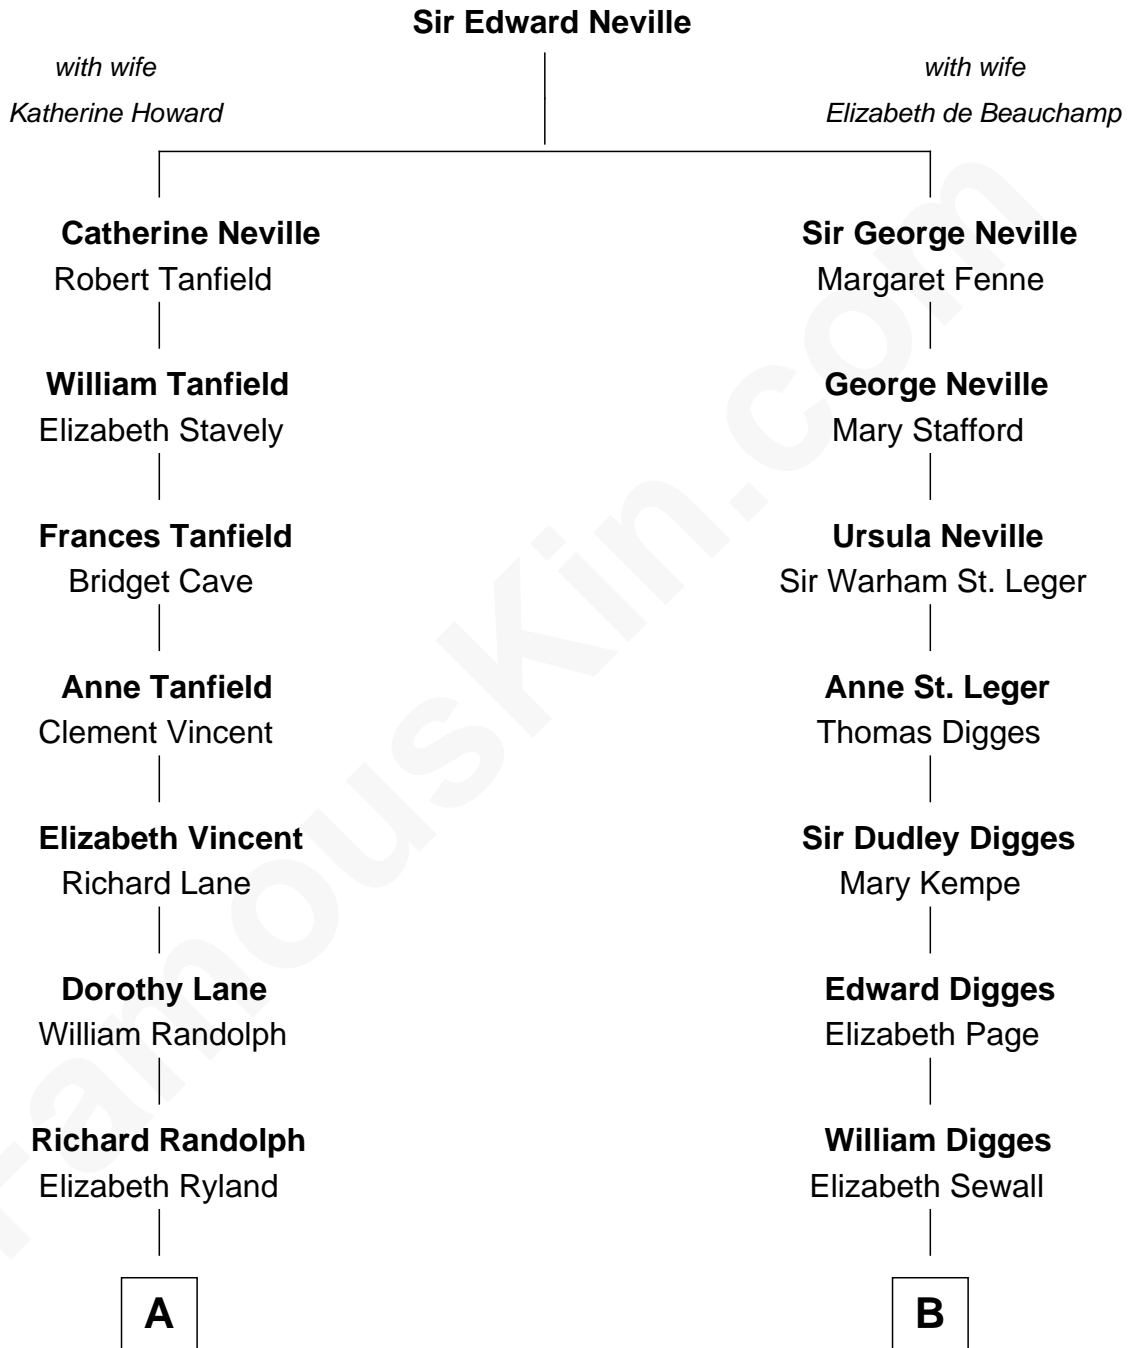 Sir Edward Neville
with wife
Katherine Howard
with wife
Elizabeth de Beauchamp
Catherine Neville
Robert Tanfield
Sir George Neville
Margaret Fenne
William Tanfield
Elizabeth Stavely
George Neville
Mary Stafford
Frances Tanfield
Bridget Cave
Ursula Neville
Sir Warham St. Leger
Anne Tanfield
Clement Vincent
Anne St. Leger
Thomas Digges
Elizabeth Vincent
Richard Lane
Sir Dudley Digges
Mary Kempe
Dorothy Lane
William Randolph
Edward Digges
Elizabeth Page
Richard Randolph
Elizabeth Ryland
William Digges
Elizabeth Sewall
A
B
FamousKin.com